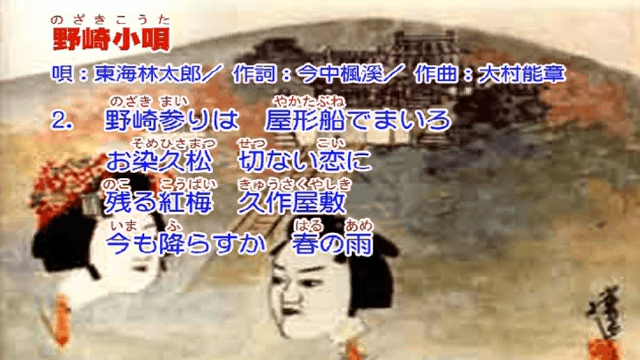 のざきこうた
野崎小唄
唄：東海林太郎／ 作詞：今中楓溪／ 作曲：大村能章
のざき まい やかたぶね
2. 野崎参りは 屋形船でまいろ
そめひさまつ せつ こい
お染久松 切ない恋に
のこ こうばい きゅうさくやしき
残る紅梅 久作屋敷
いま ふ はる あめ
今も降らすか 春の雨